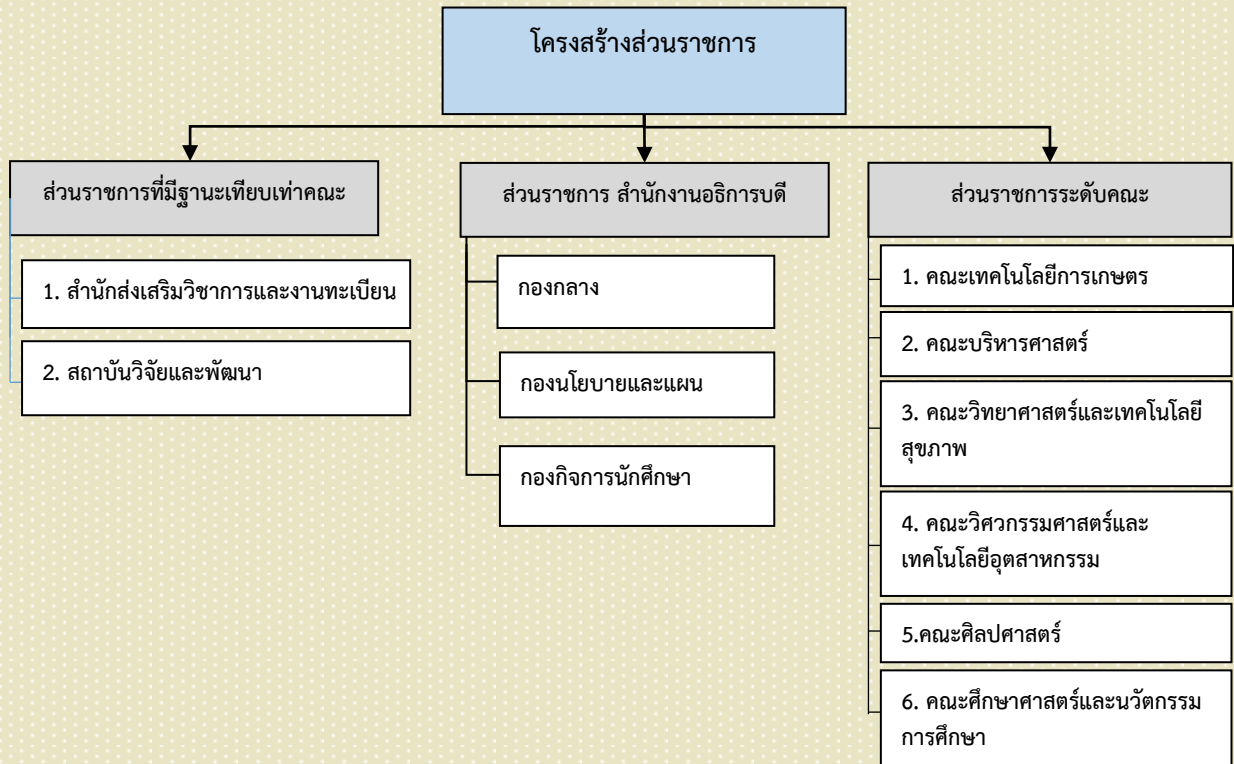 โครงสร้างส่วนราชการ
ส่วนราชการที่มีฐานะเทียบเท่าคณะ
1. สำนักส่งเสริมวิชาการและงานทะเบียน
2. สถาบันวิจัยและพัฒนา
ส่วนราชการ สำนักงานอธิการบดี
กองกลาง
กองนโยบายและแผน
กองกิจการนักศึกษา
ส่วนราชการระดับคณะ
1. คณะเทคโนโลยีการเกษตร
2. คณะบริหารศาสตร์
3. คณะวิทยาศาสตร์และเทคโนโลยี
สุขภาพ
4. คณะวิศวกรรมศาสตร์และ
เทคโนโลยีอุตสาหกรรม
5.คณะศิลปศาสตร์
6. คณะศึกษาศาสตร์และนวัตกรรม
การศึกษา